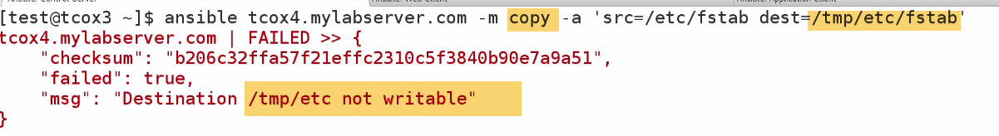 [test@tcox3 ~]$ ansible tcox4.mylabserver.com -m copy -a 'src=/etc/fstab dest=/tmp/etc/fstab'
tcox4.mylabserver.com | FAILED >> {
    "checksum": "b206c32ffa57f21effc2310c5f3840b90e7a9a51",
    "failed": true,
    "msg": "Destination /tmp/etc not writable"
}